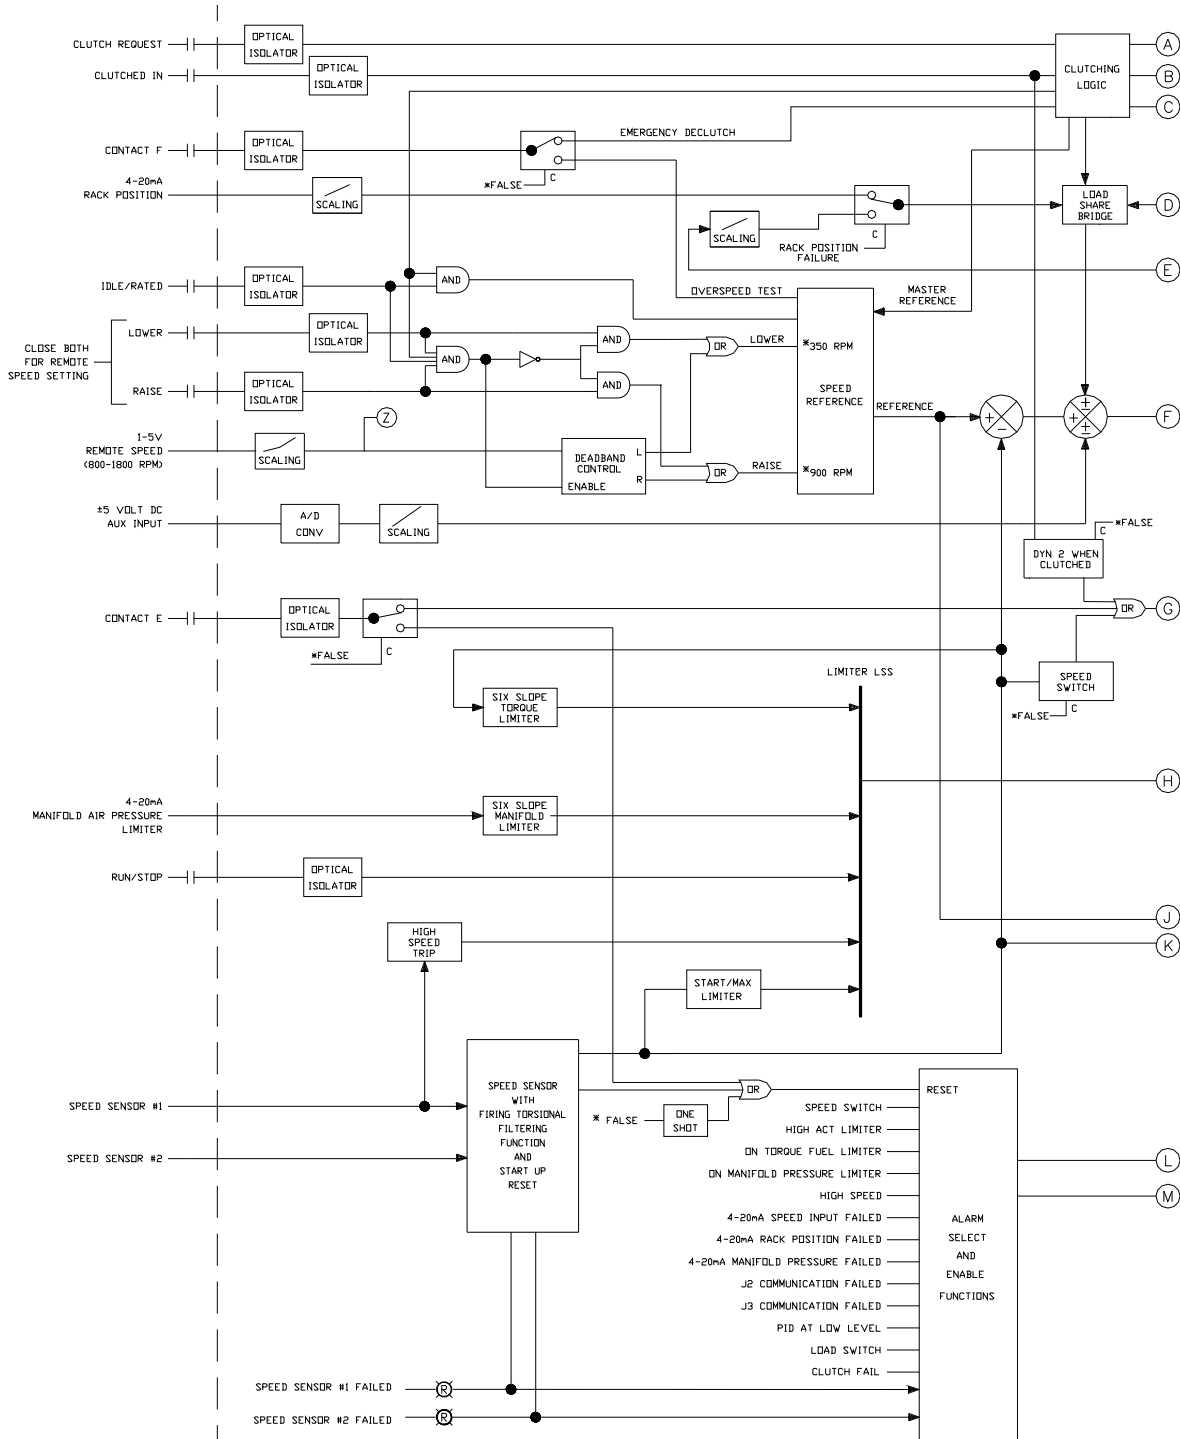 CLUTCH REQUEST
OPTICAL
ISOLATOR
CLUTCHED IN
OPTICAL
ISOLATOR
CLUTCHING
LOGIC
A
B
C
CONTACT F
OPTICAL
ISOLATOR
EMERGENCY DECLUTCH
*FALSE
C
4-20mA
RACK POSITION
SCALING
SCALING
C
RACK POSITION
FAILURE
LOAD
SHARE
BRIDGE
D
E
IDLE/RATED
OPTICAL
ISOLATOR
AND
OVERSPEED TEST
MASTER
REFERENCE
CLOSE BOTH
FOR REMOTE
SPEED SETTING
LOWER
OPTICAL
ISOLATOR
RAISE
OPTICAL
ISOLATOR
AND
AND
AND
OR
LOWER
*350 RPM
SPEED
REFERENCE
REFERENCE
*900 RPM
+
-
±
±
±
F
1-5V
REMOTE SPEED
(800-1800 RPM)
SCALING
Z
DEADBAND
CONTROL
ENABLE
L
R
OR
RAISE
±5 VOLT DC
AUX INPUT
A/D
CONV
SCALING
*FALSE
C
DYN 2 WHEN
CLUTCHED
CONTACT E
OPTICAL
ISOLATOR
*FALSE
C
OR
G
SPEED
SWITCH
*FALSE
C
LIMITER LSS
SIX SLOPE
TORQUE
LIMITER
H
4-20mA
MANIFOLD AIR PRESSURE
LIMITER
SIX SLOPE
MANIFOLD
LIMITER
RUN/STOP
OPTICAL
ISOLATOR
HIGH
SPEED
TRIP
J
K
START/MAX
LIMITER
SPEED SENSOR #1
SPEED SENSOR #2
SPEED SENSOR
WITH
FIRING TORSIONAL
FILTERING
FUNCTION
AND
START UP
RESET
* FALSE
ONE
SHOT
OR
RESET
SPEED SWITCH
HIGH ACT LIMITER
ON TORQUE FUEL LIMITER
ON MANIFOLD PRESSURE LIMITER
HIGH SPEED
4-20mA SPEED INPUT FAILED
4-20mA RACK POSITION FAILED
4-20mA MANIFOLD PRESSURE FAILED
J2 COMMUNICATION FAILED
J3 COMMUNICATION FAILED
PID AT LOW LEVEL
LOAD SWITCH
CLUTCH FAIL
ALARM
SELECT
AND
ENABLE
FUNCTIONS
L
M
SPEED SENSOR #1 FAILED
R
SPEED SENSOR #2 FAILED
R